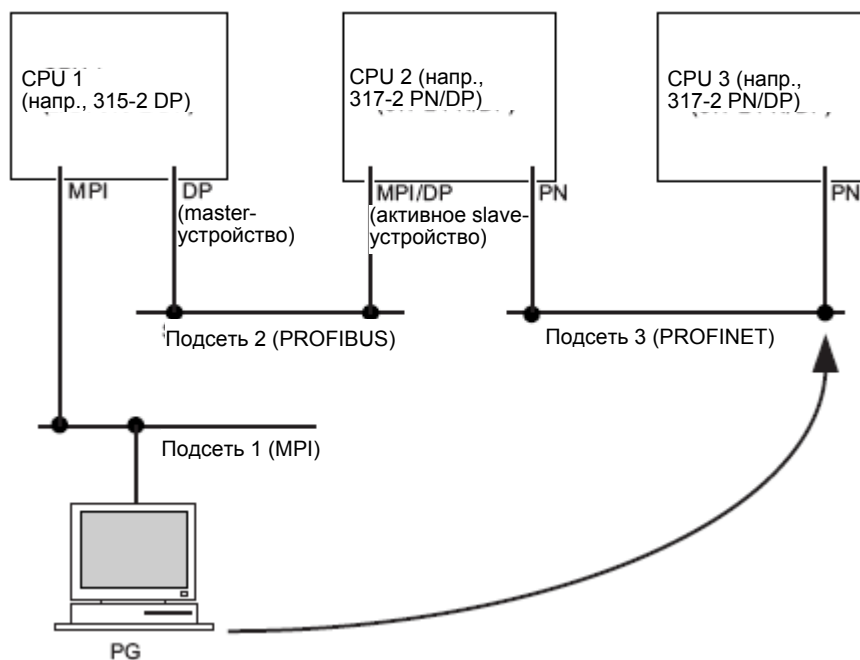 CPU 1
(напр., 315-2 DP)
CPU 2 (напр.,
317-2 PN/DP)
CPU 3 (напр.,
317-2 PN/DP)
MPI
DP
(master-
устройство)
MPI/DP
(активное slave-
устройство)
PN
PN
Подсеть 2 (PROFIBUS)
Подсеть 3 (PROFINET)
Подсеть 1 (MPI)
PG